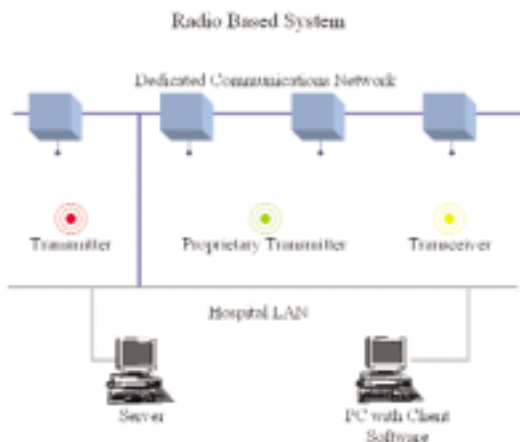 Radio Based System
Dedicated Communications Network
Transmitter
Proprietary Transmitter
Transceiver
Hospital LAN
Server
PC with Client
Software